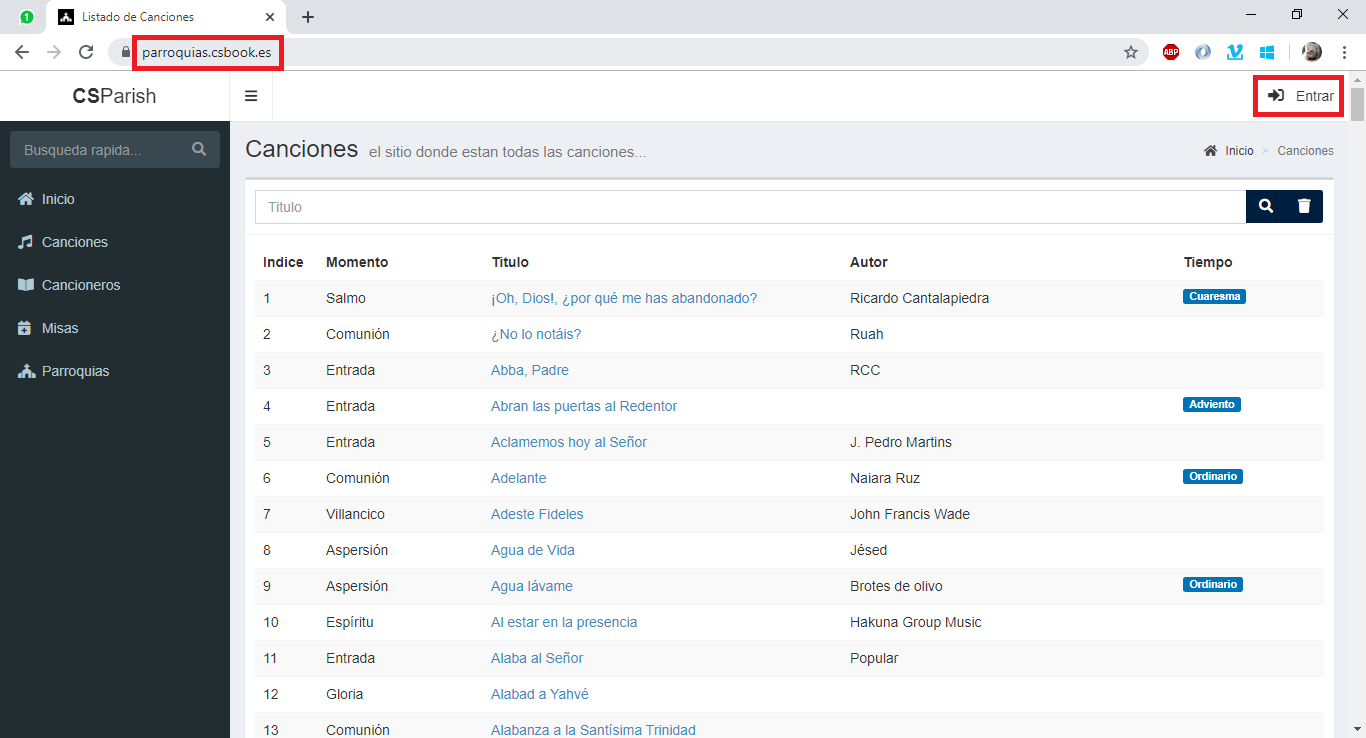 1
Listado de Canciones
parroquias.csbook.es
ABP
CSParish
Entrar
Busqueda rapida...
Canciones el sitio donde estan todas las canciones...
Inicio > Canciones
Inicio
Canciones
Cancioneros
Misas
Parroquias
Titulo
Indice Momento Titulo Autor Tiempo
1 Salmo ¡Oh, Dios!, ¿por qué me has abandonado? Ricardo Cantalapiedra Cuaresma
2 Comunión ¿No lo notáis? Ruah
3 Entrada Abba, Padre RCC
4 Entrada Abran las puertas al Redentor Adviento
5 Entrada Aclamemos hoy al Señor J. Pedro Martins
6 Comunión Adelante Naiara Ruz Ordinario
7 Villancico Adeste Fideles John Francis Wade
8 Aspersión Agua de Vida Jésed
9 Aspersión Agua lávame Brotes de olivo Ordinario
10 Espíritu Al estar en la presencia Hakuna Group Music
11 Entrada Alaba al Señor Popular
12 Gloria Alabad a Yahvé
13 Comunión Alabanza a la Santísima Trinidad